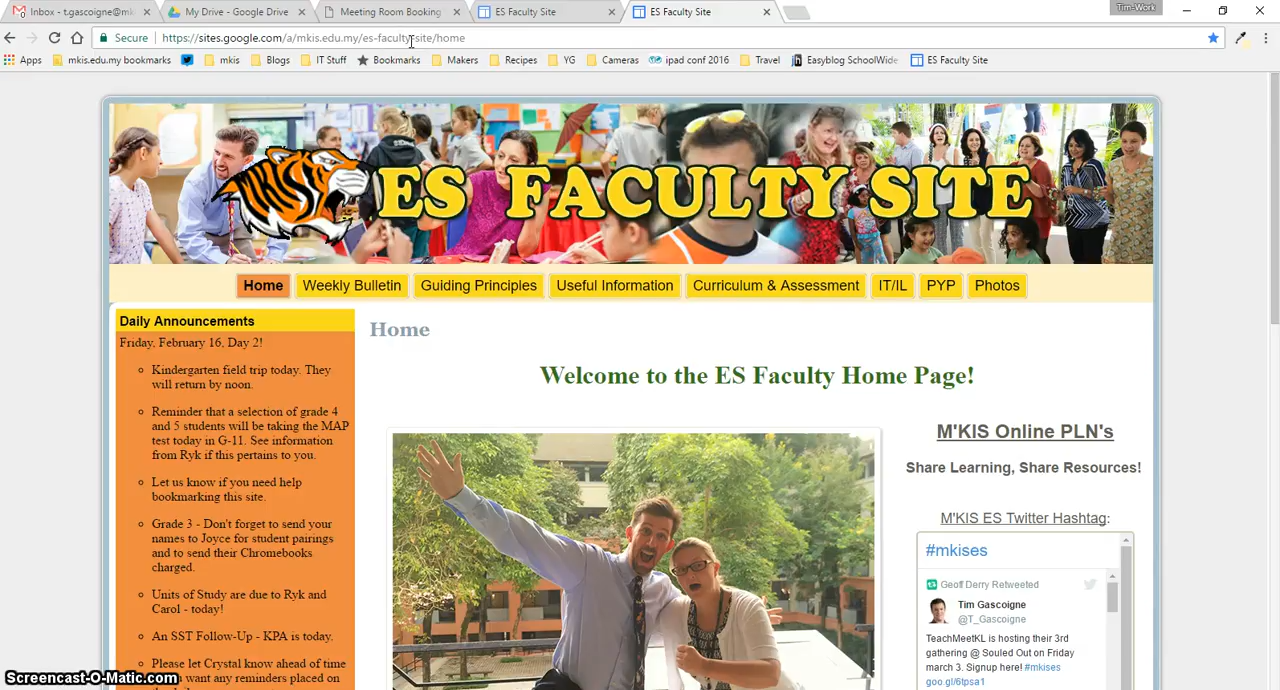 Inbox - t.gascoigne@mk
My Drive - Google Drive
Meeting Room Booking
ES Faculty Site
ES Faculty Site
Tim-Work
Secure
https://sites.google.com/a/mkis.edu.my/es-faculty-site/home
Apps
mkis.edu.my bookmarks
mkis
Blogs
IT Stuff
Bookmarks
Makers
Recipes
YG
Cameras
ipad conf 2016
Travel
Easyblog SchoolWide
ES Faculty Site
MKIS
ES FACULTY SITE
Home
Weekly Bulletin
Guiding Principles
Useful Information
Curriculum & Assessment
IT/IL
PYP
Photos
Daily Announcements
Friday, February 16, Day 2!
Kindergarten field trip today. They
will return by noon.
Reminder that a selection of grade 4
and 5 students will be taking the MAP
test today in G-11. See information
from Ryk if this pertains to you.
Let us know if you need help
bookmarking this site.
Grade 3 - Don't forget to send your
names to Joyce for student pairings
and to send their Chromebooks
charged.
Units of Study are due to Ryk and
Carol - today!
An SST Follow-Up - KPA is today.
Please let Crystal know ahead of time
want any reminders placed on
Home
Welcome to the ES Faculty Home Page!
M'KIS Online PLN's
Share Learning, Share Resources!
M'KIS ES Twitter Hashtag:
#mkises
Geoff Derry Retweeted
Tim Gascoigne
@T_Gascoigne
TeachMeetKL is hosting their 3rd
gathering @ Souled Out on Friday
march 3. Signup here! #mkises
goo.gl/6tpsa1
Screencast-O-Matic.com